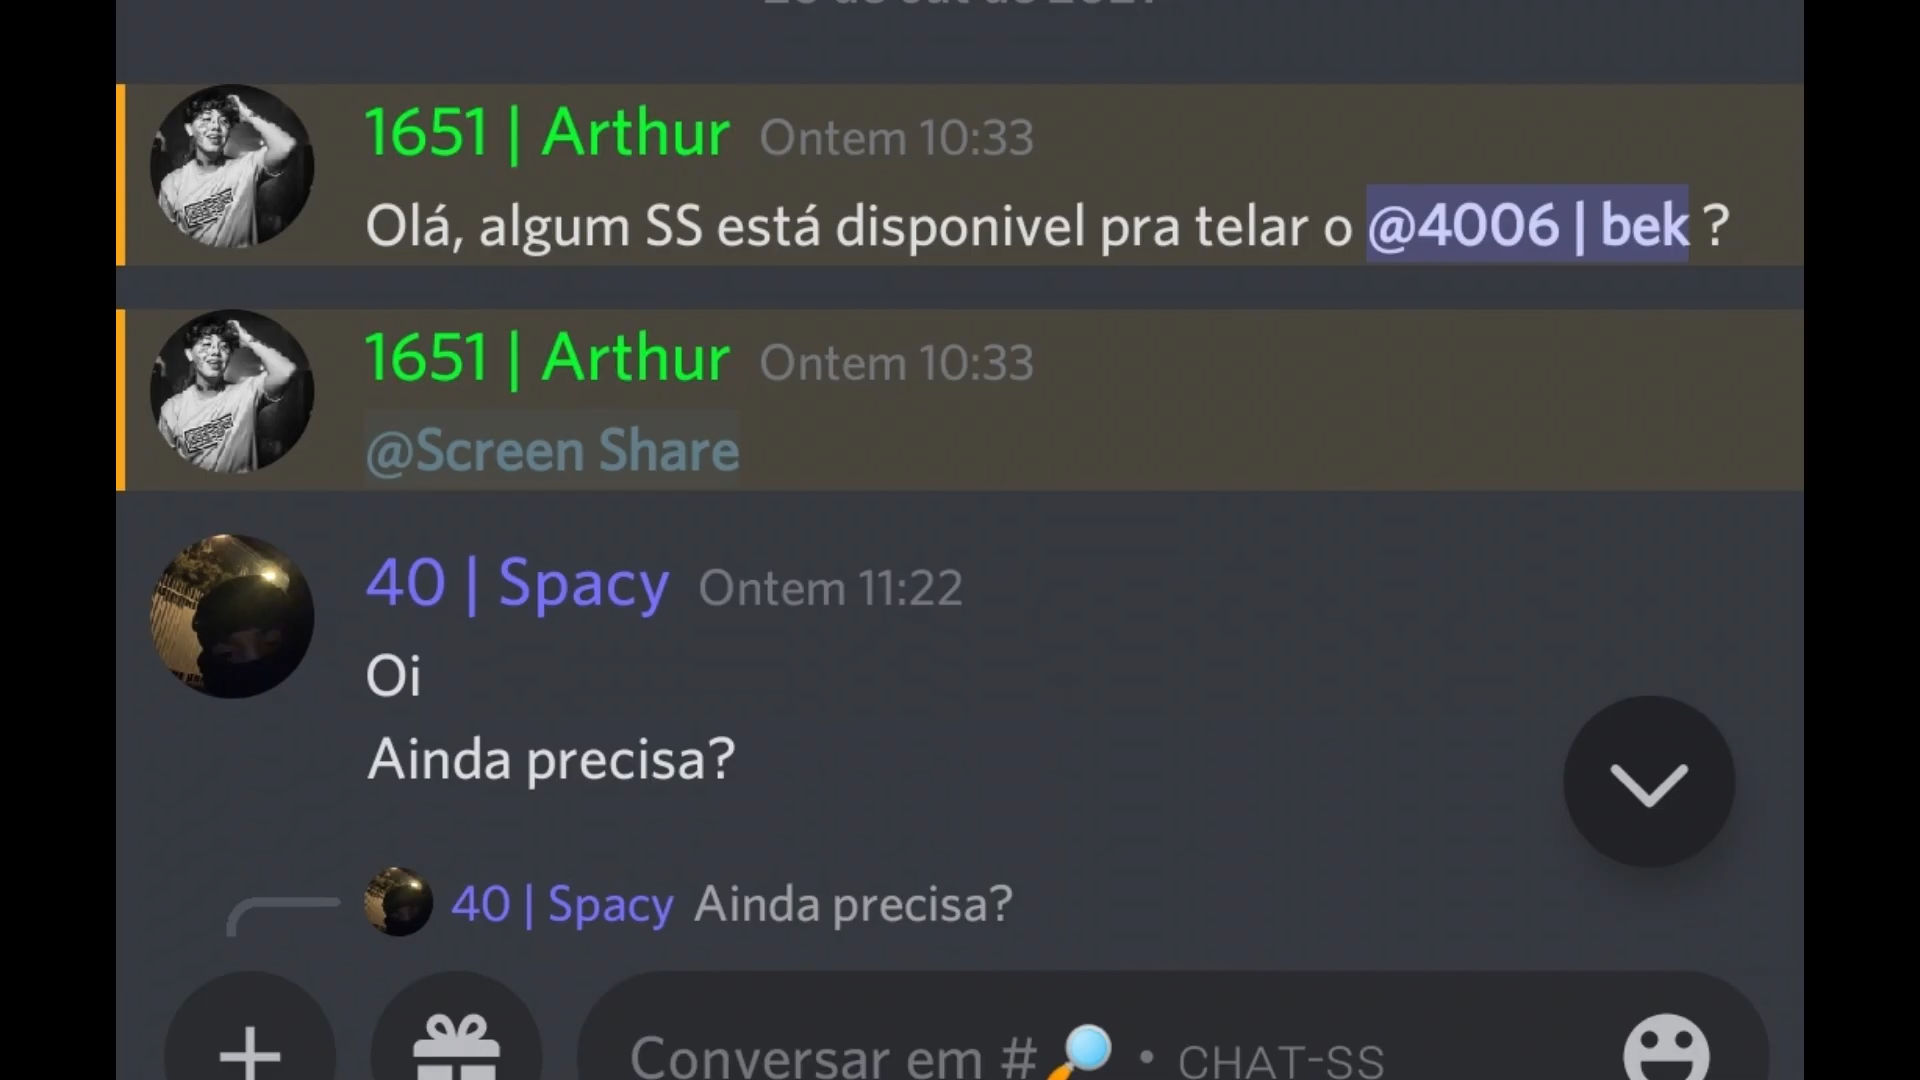 1651 | Arthur Ontem 10:33
Olá, algum SS está disponivel pra telar o @4006 | bek ?
1651 | Arthur Ontem 10:33
@Screen Share
40 | Spacy Ontem 11:22
Oi
Ainda precisa?
40 | Spacy Ainda precisa?
Conversar em #🔎 • CHAT-SS